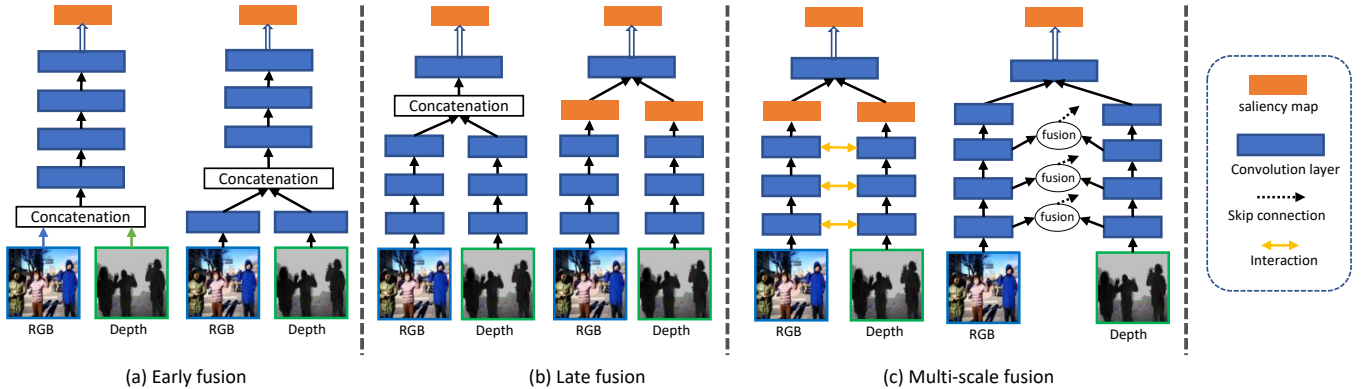 Concatenation
RGB
Depth
Concatenation
RGB
Depth
(a) Early fusion
Concatenation
RGB
Depth
RGB
Depth
(b) Late fusion
RGB
Depth
fusion
fusion
fusion
RGB
Depth
(c) Multi-scale fusion
saliency map
Convolution layer
Skip connection
Interaction